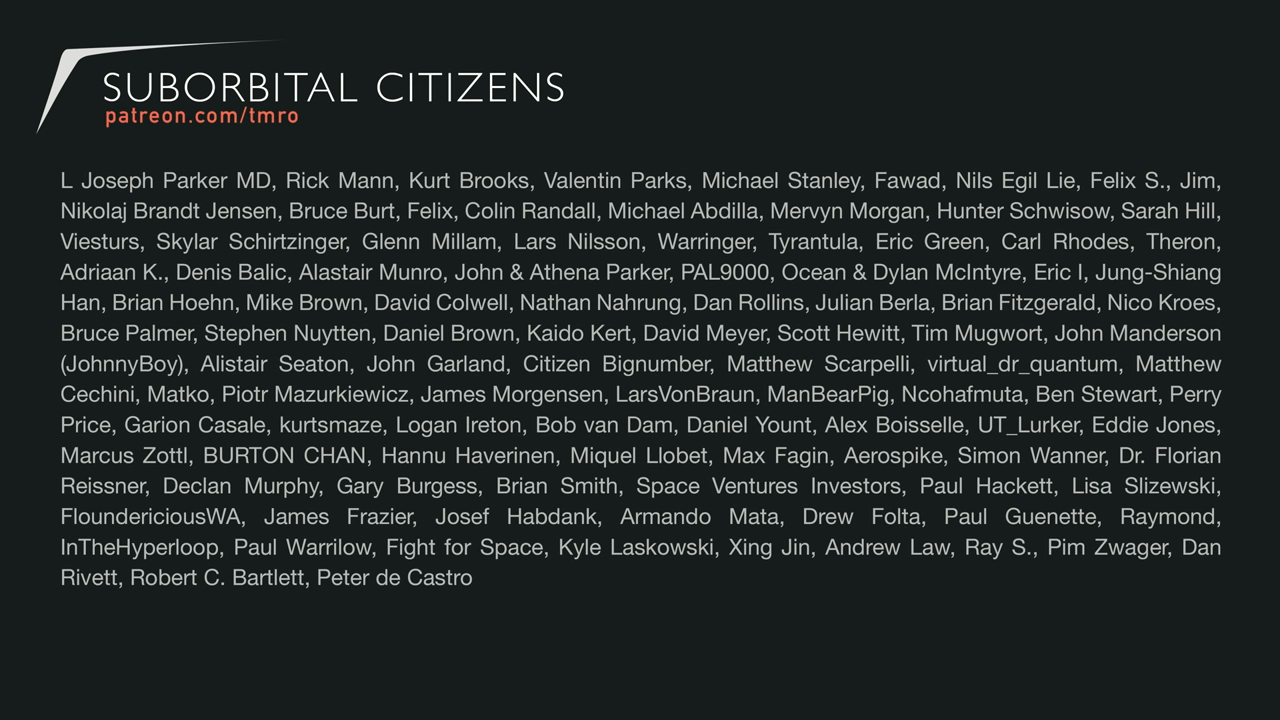 SUBORBITAL CITIZENS
patreon.com/tmro
L Joseph Parker MD, Rick Mann, Kurt Brooks, Valentin Parks, Michael Stanley, Fawad, Nils Egil Lie, Felix S., Jim,
Nikolaj Brandt Jensen, Bruce Burt, Felix, Colin Randall, Michael Abdilla, Mervyn Morgan, Hunter Schwisow, Sarah Hill,
Viesturs, Skylar Schirtzinger, Glenn Millam, Lars Nilsson, Warringer, Tyrantula, Eric Green, Carl Rhodes, Theron,
Adriaan K., Denis Balic, Alastair Munro, John & Athena Parker, PAL9000, Ocean & Dylan McIntyre, Eric I, Jung-Shiang
Han, Brian Hoehn, Mike Brown, David Colwell, Nathan Nahrung, Dan Rollins, Julian Berla, Brian Fitzgerald, Nico Kroes,
Bruce Palmer, Stephen Nuytten, Daniel Brown, Kaido Kert, David Meyer, Scott Hewitt, Tim Mugwort, John Manderson
(JohnnyBoy), Alistair Seaton, John Garland, Citizen Bignumber, Matthew Scarpelli, virtual_dr_quantum, Matthew
Cechini, Matko, Piotr Mazurkiewicz, James Morgensen, LarsVonBraun, ManBearPig, Ncohafmuta, Ben Stewart, Perry
Price, Garion Casale, kurtsmaze, Logan Ireton, Bob van Dam, Daniel Yount, Alex Boisselle, UT_Lurker, Eddie Jones,
Marcus Zottl, BURTON CHAN, Hannu Haverinen, Miquel Llobet, Max Fagin, Aerospike, Simon Wanner, Dr. Florian
Reissner, Declan Murphy, Gary Burgess, Brian Smith, Space Ventures Investors, Paul Hackett, Lisa Slizewski,
FloundericiousWA, James Frazier, Josef Habdank, Armando Mata, Drew Folta, Paul Guenette, Raymond,
InTheHyperloop, Paul Warrilow, Fight for Space, Kyle Laskowski, Xing Jin, Andrew Law, Ray S., Pim Zwager, Dan
Rivett, Robert C. Bartlett, Peter de Castro